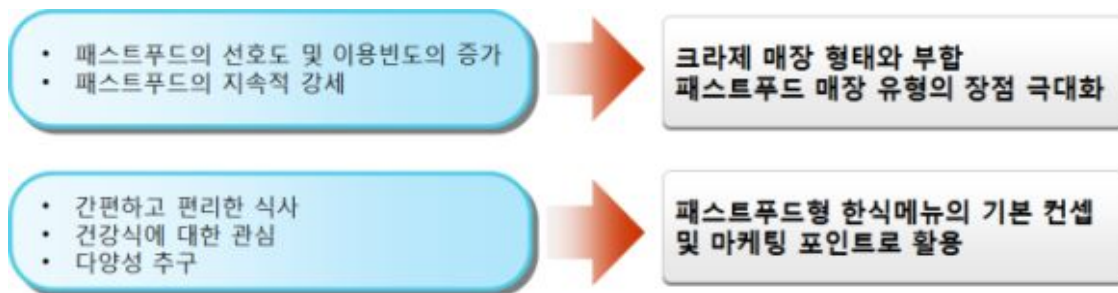 • 패스트푸드의 선호도 및 이용빈도의 증가
• 패스트푸드의 지속적 강세
크라제 매장 형태와 부합
패스트푸드 매장 유형의 장점 극대화
• 간편하고 편리한 식사
• 건강식에 대한 관심
• 다양성 추구
패스트푸드형 한식메뉴의 기본 컨셉
및 마케팅 포인트로 활용